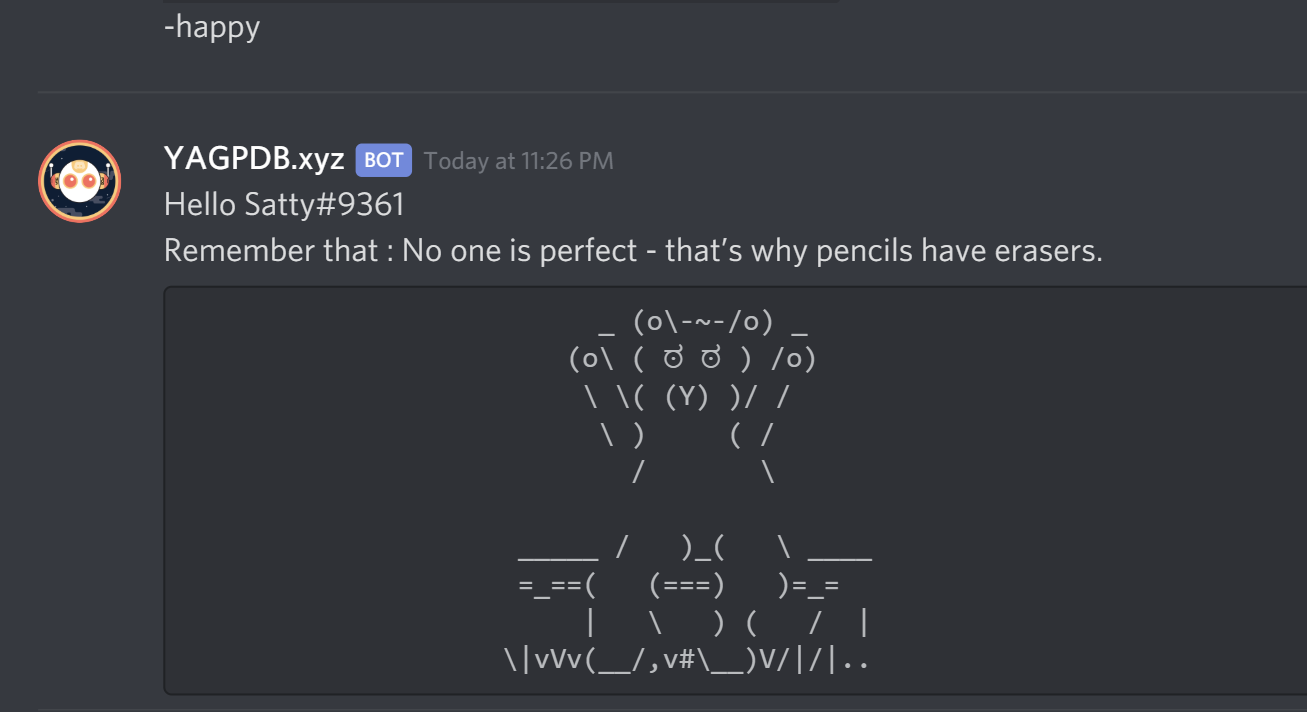 -happy
YAGPDB.xyz BOT Today at 11:26 PM
Hello Satty#9361
Remember that : No one is perfect - that’s why pencils have erasers.
_ (o\-~-/o) _
(o\ ( ಠ ಠ ) /o)
\ \( (Y) )/ /
\ )     ( /
/       \
_____ /   )_(   \ ____
=_==(   (===)   )=_=
|   \   ) (   /  |
\|vVv(__/,v#\__)V/|/|..